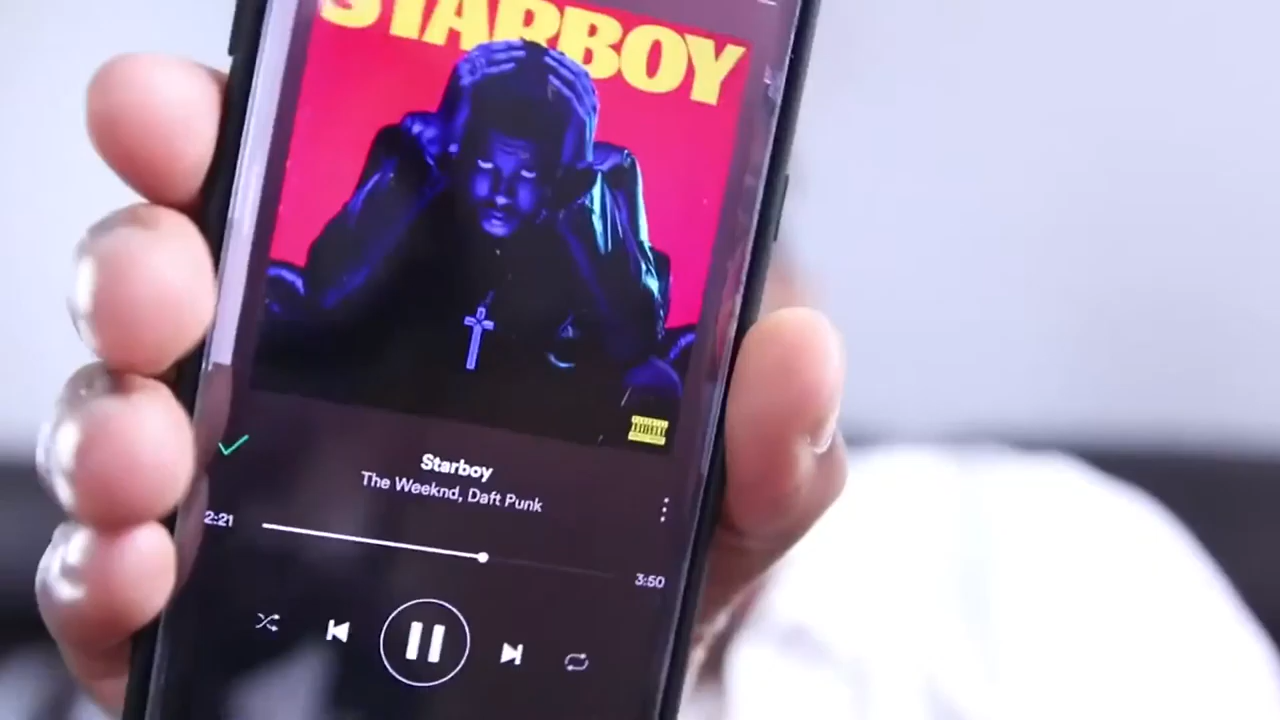 STARBOY
Starboy
The Weeknd, Daft Punk
2:21
3:50